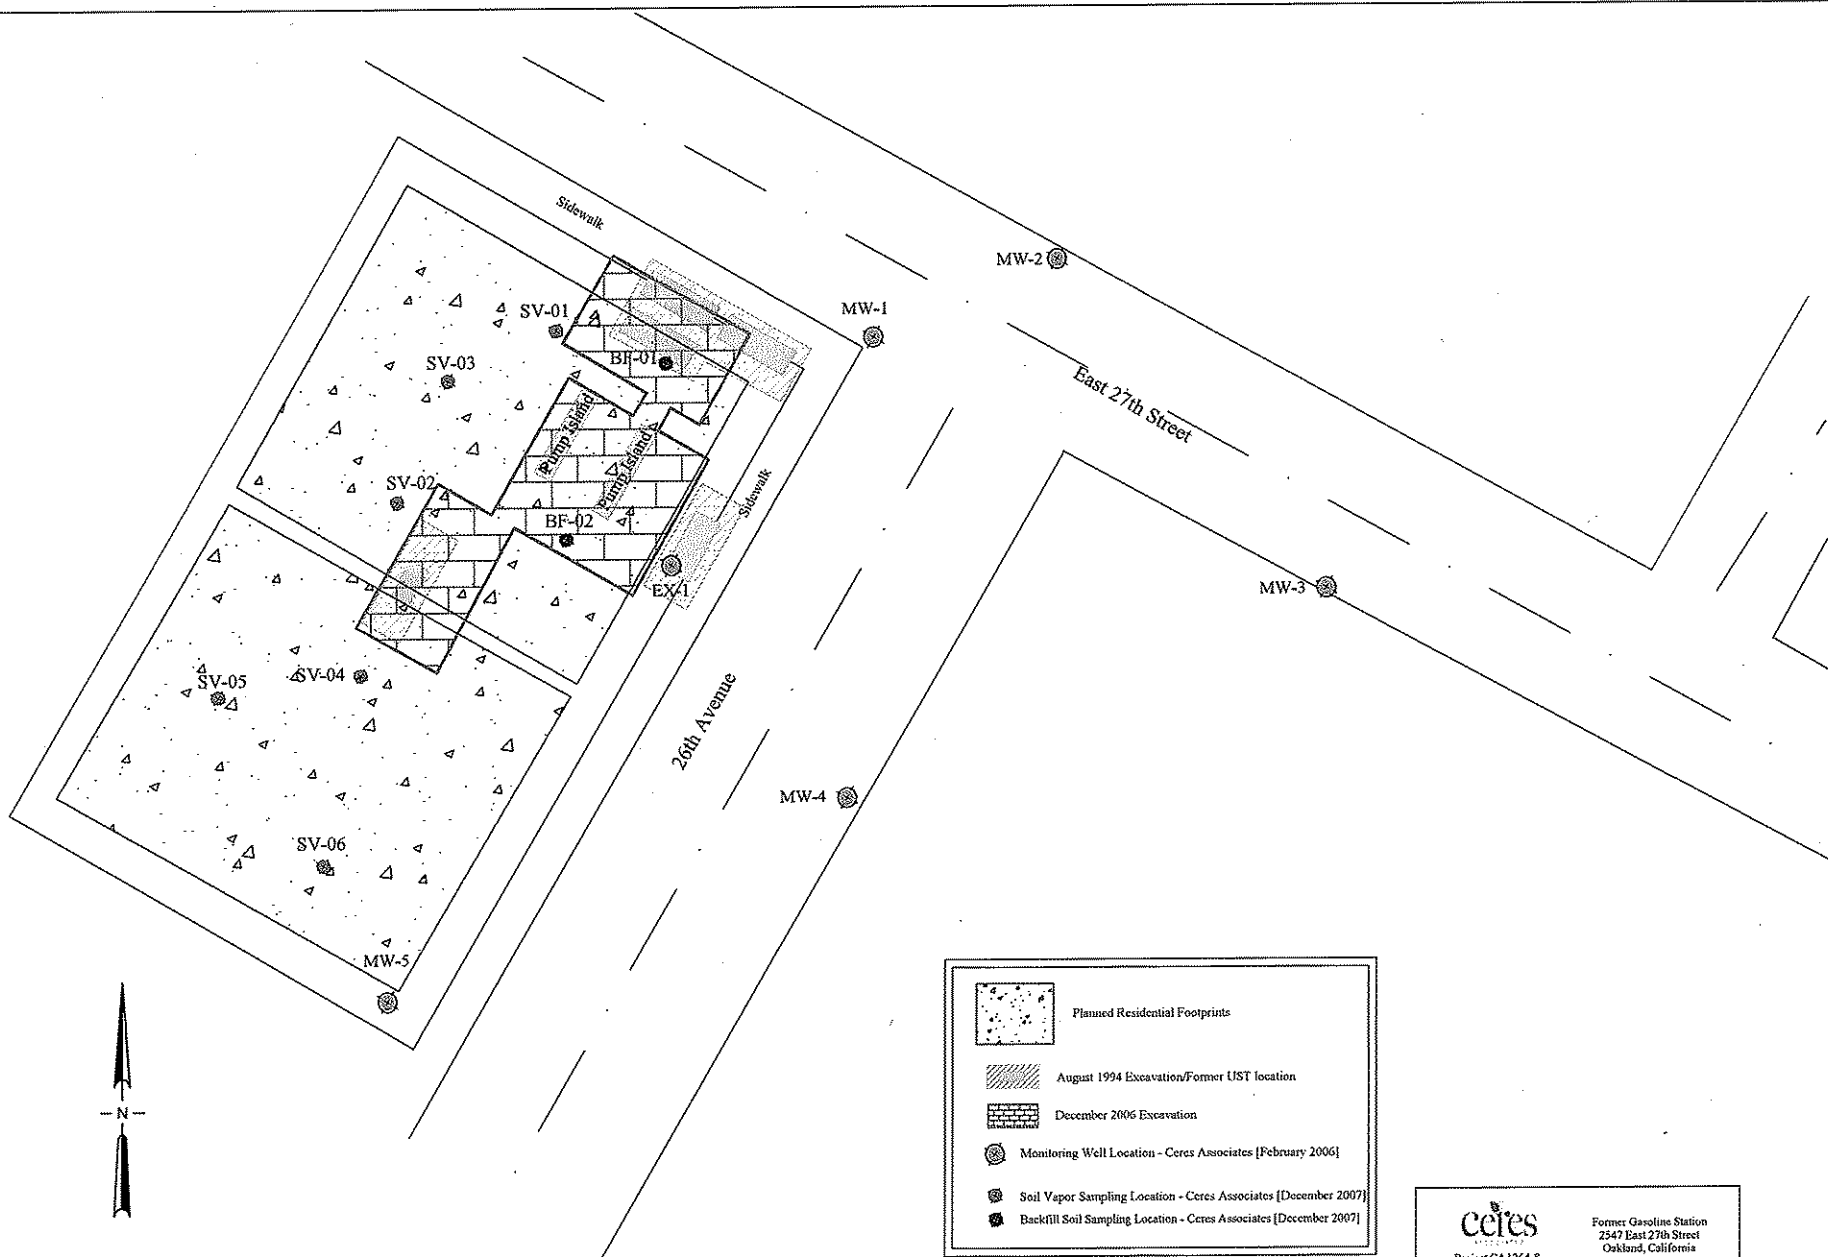 Sidewalk
MW-2
MW-1
SV-01
BF-01
SV-03
East 27th Street
Pump Island
Pump Island
SV-02
Sidewalk
BF-02
EX-1
MW-3
SV-04
SV-05
26th Avenue
MW-4
SV-06
MW-5
N
Planned Residential Footprints
August 1994 Excavation/Former UST location
December 2006 Excavation
Monitoring Well Location - Ceres Associates [February 2006]
Soil Vapor Sampling Location - Ceres Associates [December 2007]
Backfill Soil Sampling Location - Ceres Associates [December 2007]
ceres
Former Gasoline Station
2547 East 27th Street
Oakland, California